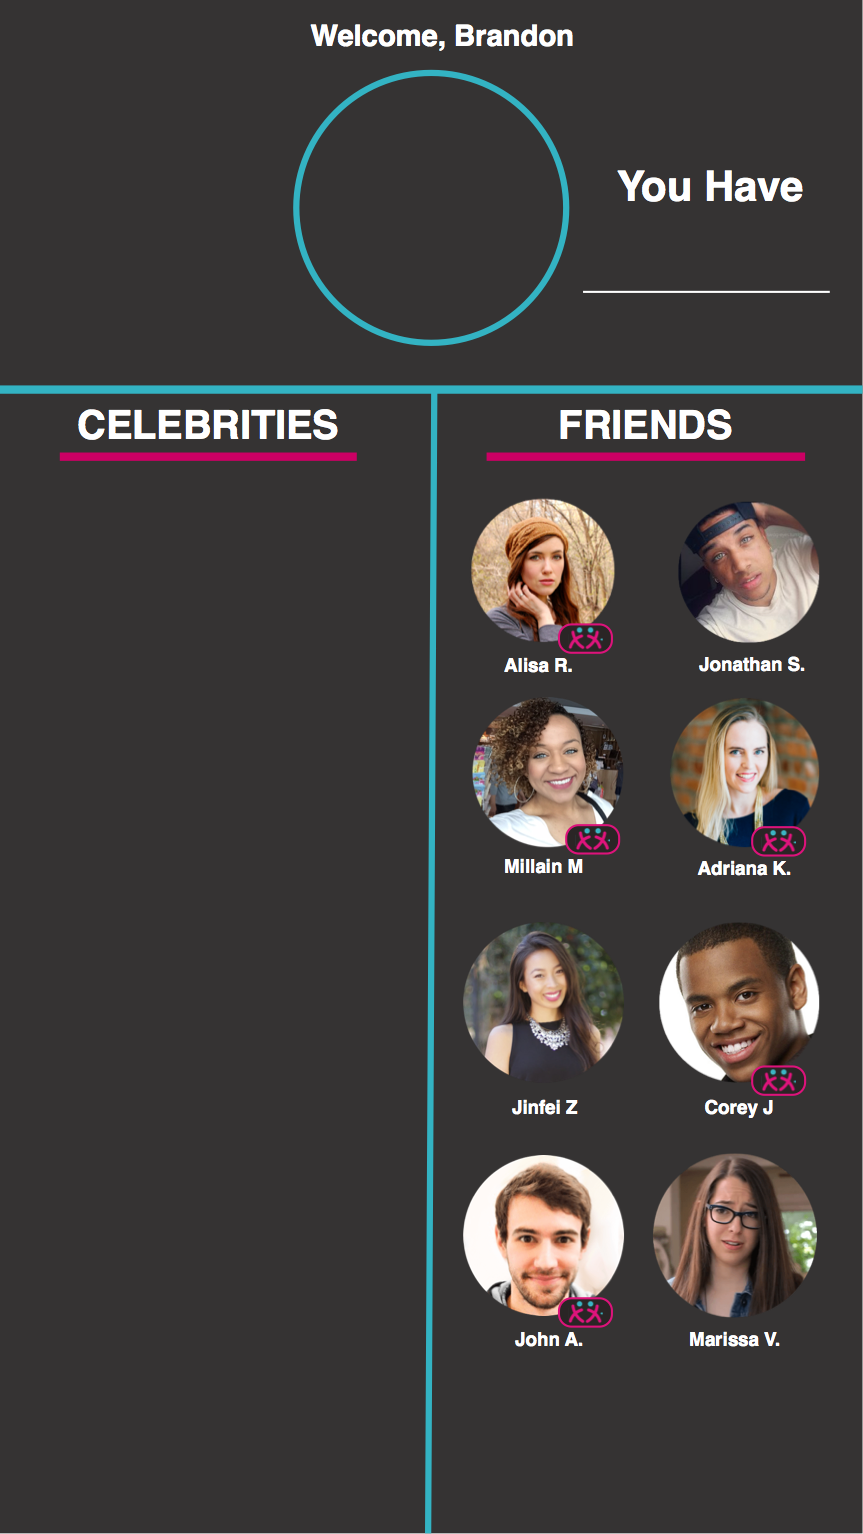 Welcome, Brandon
You Have
CELEBRITIES
FRIENDS
Alisa R.
Jonathan S.
Millain M
Adriana K.
Jinfei Z
Corey J
John A.
Marissa V.